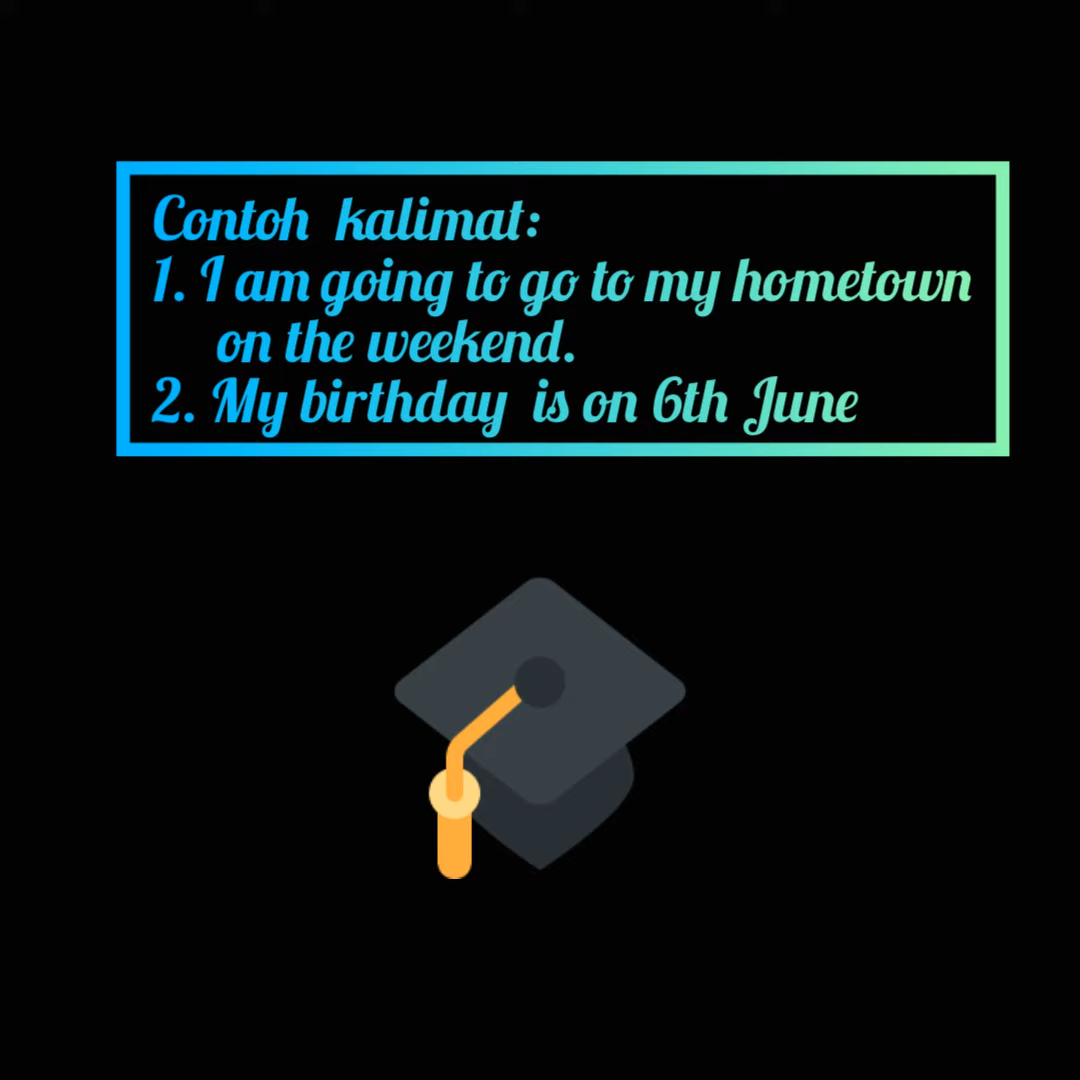 Contoh kalimat:
1. I am going to go to my hometown
on the weekend.
2. My birthday is on 6th June